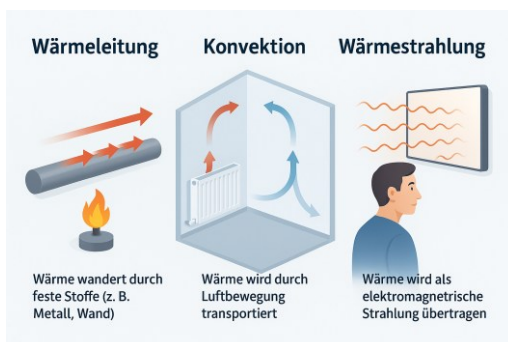 Wärmeleitung
Wärme wandert durch
feste Stoffe (z. B.
Metall, Wand)
Konvektion
Wärme wird durch
Luftbewegung
transportiert
Wärmestrahlung
Wärme wird als
elektromagnetische
Strahlung übertragen